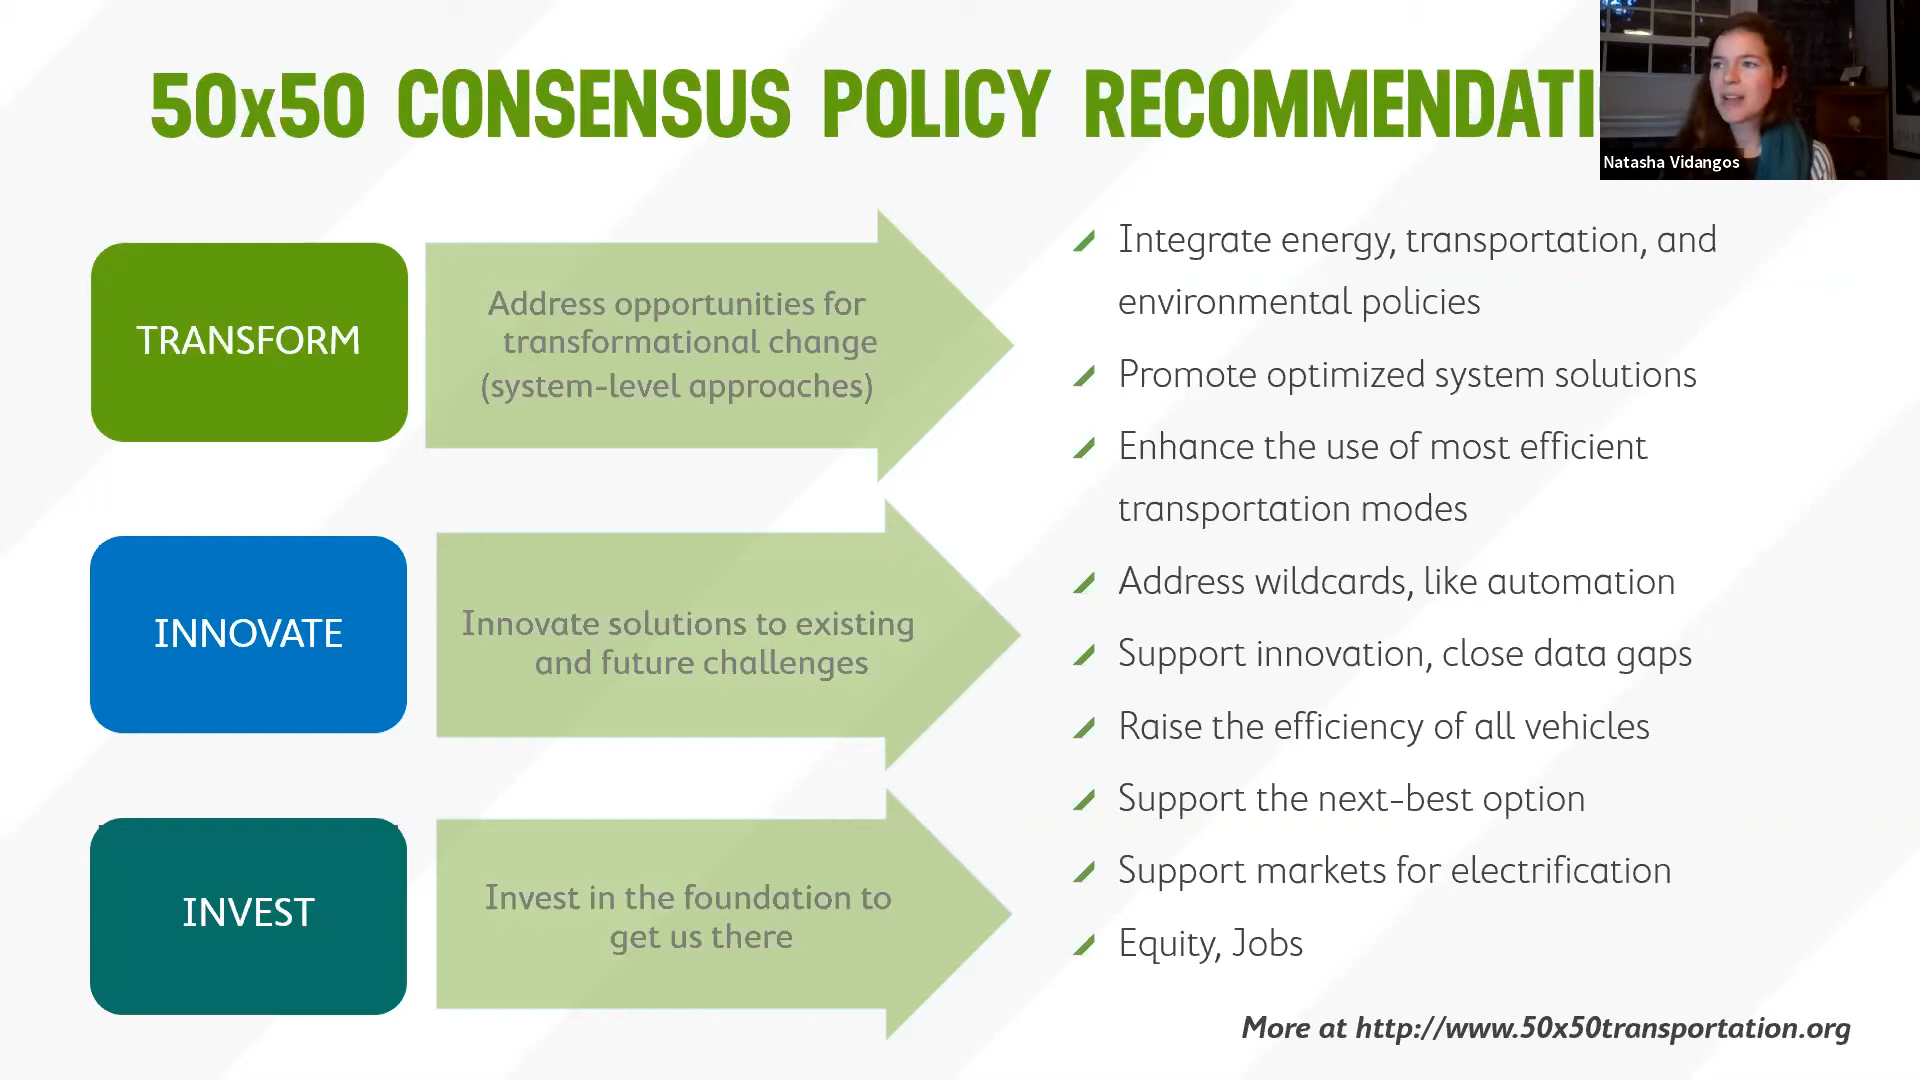 50x50 CONSENSUS POLICY RECOMMENDATI
Natasha Vidangos
TRANSFORM
Address opportunities for
transformational change
(system-level approaches)
INNOVATE
Innovate solutions to existing
and future challenges
INVEST
Invest in the foundation to
get us there
Integrate energy, transportation, and
environmental policies
Promote optimized system solutions
Enhance the use of most efficient
transportation modes
Address wildcards, like automation
Support innovation, close data gaps
Raise the efficiency of all vehicles
Support the next-best option
Support markets for electrification
Equity, Jobs
More at http://www.50x50transportation.org